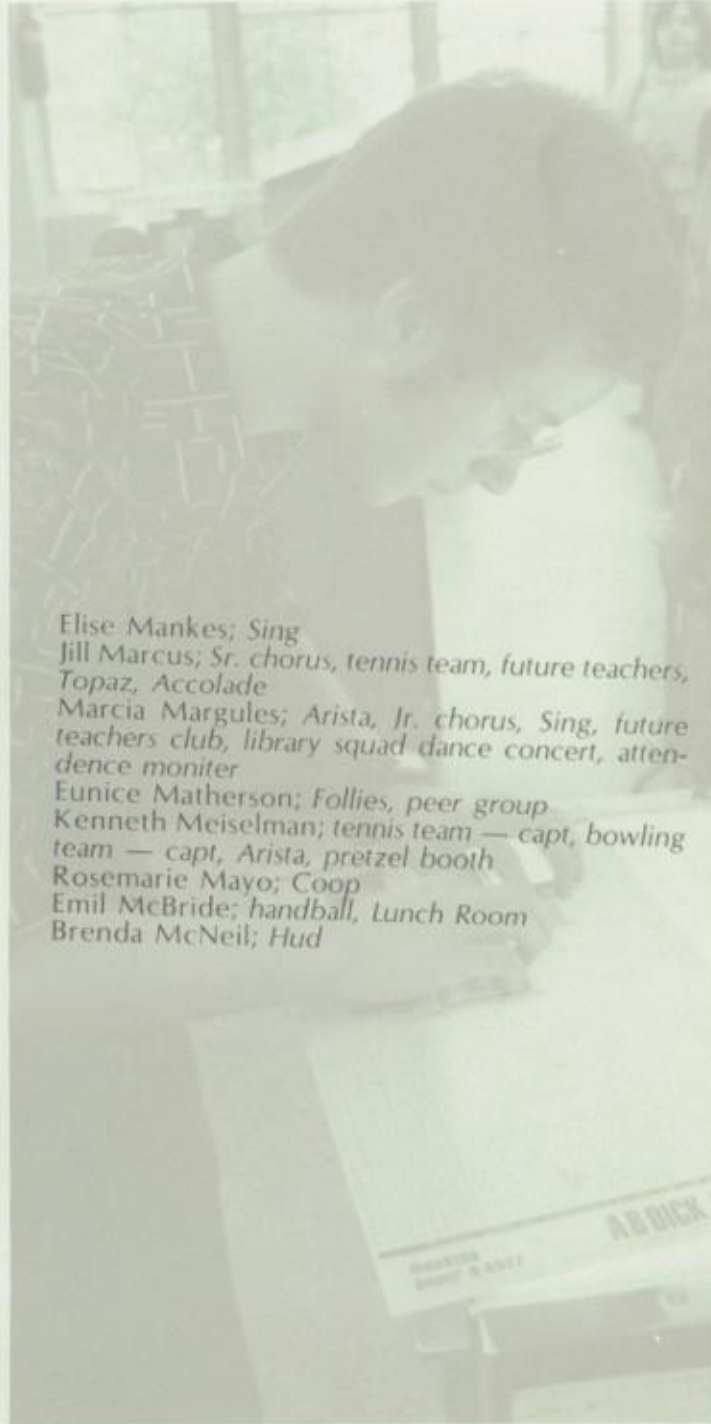 Elise Mankes; Sing
Jill Marcus; Sr. chorus, tennis team, future teachers,
Topaz, Accolade
Marcia Margules; Arista, Jr. chorus, Sing, future
teachers club, library squad dance concert, atten-
dence moniter
Eunice Matherson; Follies, peer group
Kenneth Meiselman; tennis team — capt, bowling
team — capt, Arista, pretzel booth
Rosemarie Mayo; Coop
Emil McBride; handball, Lunch Room
Brenda McNeil; Hud
A B DICK